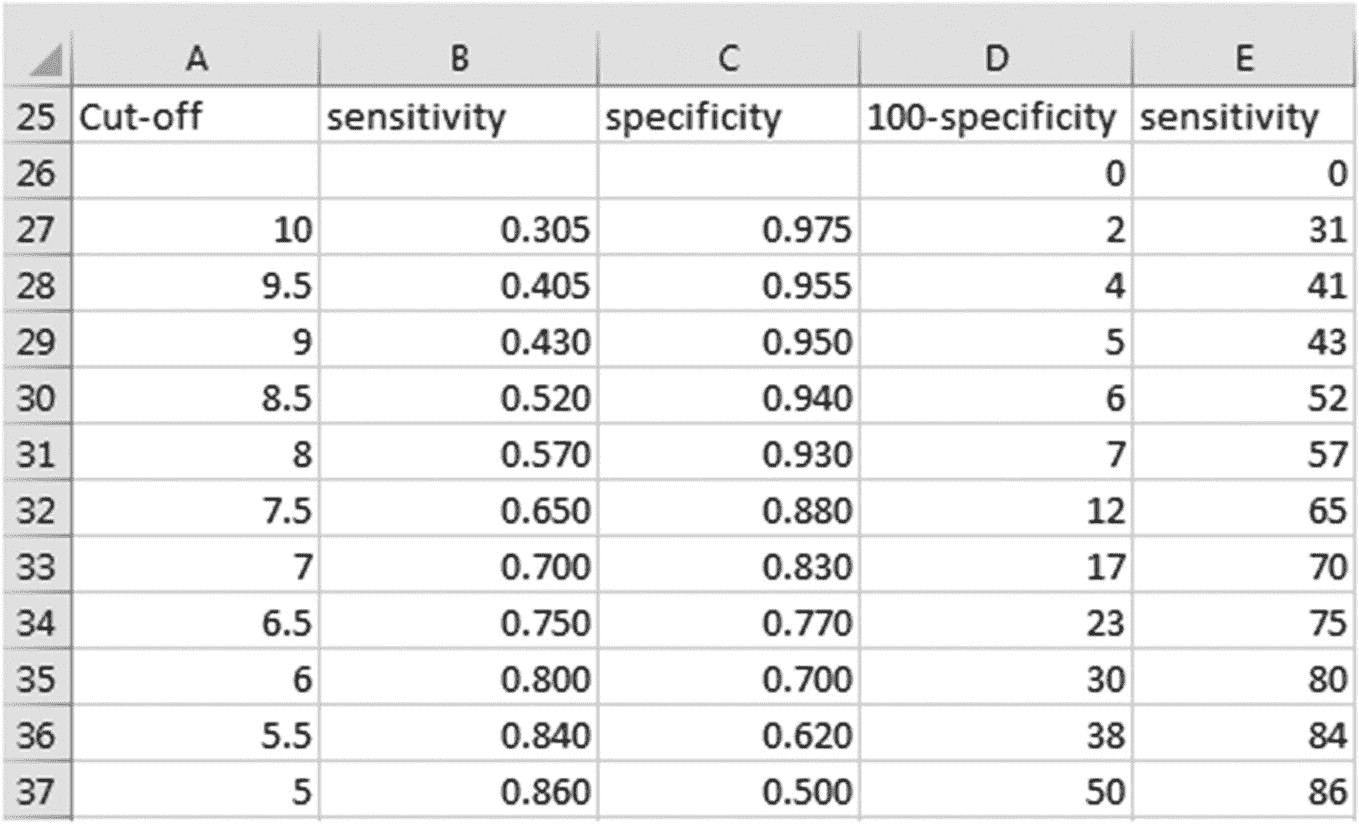 A B C D E
25 Cut-off sensitivity specificity 100-specificity sensitivity
26 0 0
27 10 0.305 0.975 2 31
28 9.5 0.405 0.955 4 41
29 9 0.430 0.950 5 43
30 8.5 0.520 0.940 6 52
31 8 0.570 0.930 7 57
32 7.5 0.650 0.880 12 65
33 7 0.700 0.830 17 70
34 6.5 0.750 0.770 23 75
35 6 0.800 0.700 30 80
36 5.5 0.840 0.620 38 84
37 5 0.860 0.500 50 86